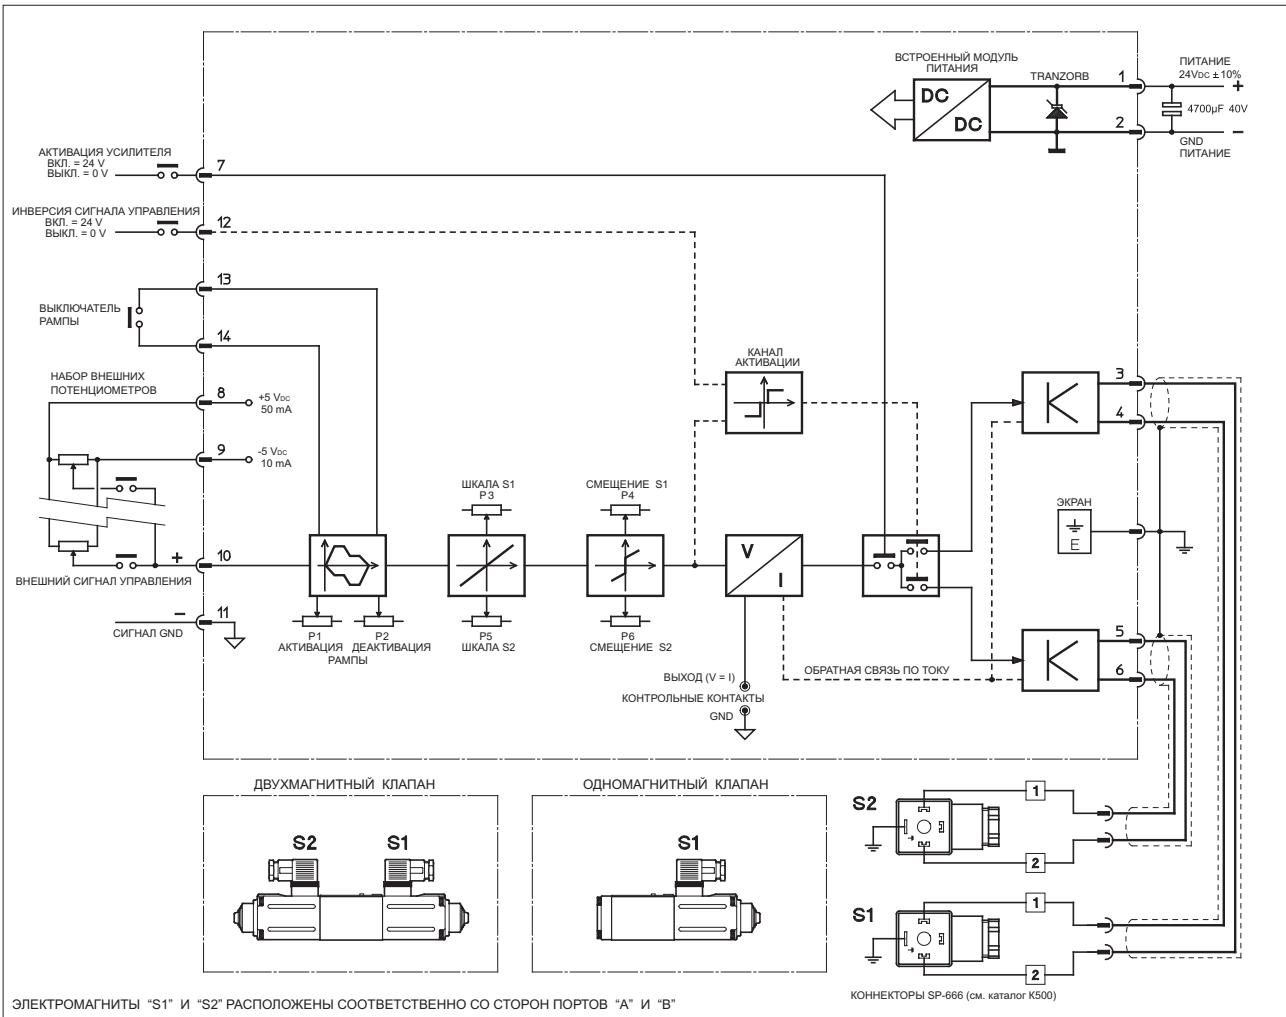 ВСТРОЕННЫЙ МОДУЛЬ
ПИТАНИЯ
DC
DC
TRANZORB
1
2
ПИТАНИЕ
24VDC ±10%
+
4700µF 40V
−
GND
ПИТАНИЕ
АКТИВАЦИЯ УСИЛИТЕЛЯ
ВКЛ. = 24 V
ВЫКЛ. = 0 V
7
ИНВЕРСИЯ СИГНАЛА УПРАВЛЕНИЯ
ВКЛ. = 24 V
ВЫКЛ. = 0 V
12
13
ВЫКЛЮЧАТЕЛЬ
РАМПЫ
14
НАБОР ВНЕШНИХ
ПОТЕНЦИОМЕТРОВ
8
+5 VDC
50 mA
9
-5 VDC
10 mA
КАНАЛ
АКТИВАЦИИ
3
4
ШКАЛА S1
P3
СМЕЩЕНИЕ S1
P4
ЭКРАН
E
+
10
ВНЕШНИЙ СИГНАЛ УПРАВЛЕНИЯ
V
I
−
11
СИГНАЛ GND
P1
АКТИВАЦИЯ
P2
ДЕАКТИВАЦИЯ
РАМПЫ
P5
ШКАЛА S2
P6
СМЕЩЕНИЕ S2
5
6
ОБРАТНАЯ СВЯЗЬ ПО ТОКУ
ВЫХОД (V = I)
КОНТРОЛЬНЫЕ КОНТАКТЫ
GND
ДВУХМАГНИТНЫЙ КЛАПАН
S2
S1
ОДНОМАГНИТНЫЙ КЛАПАН
S1
S2
1
2
S1
1
2
КОННЕКТОРЫ SP-666 (см. каталог К500)
ЭЛЕКТРОМАГНИТЫ “S1” И “S2” РАСПОЛОЖЕНЫ СООТВЕТСТВЕННО СО СТОРОН ПОРТОВ “A” И “B”